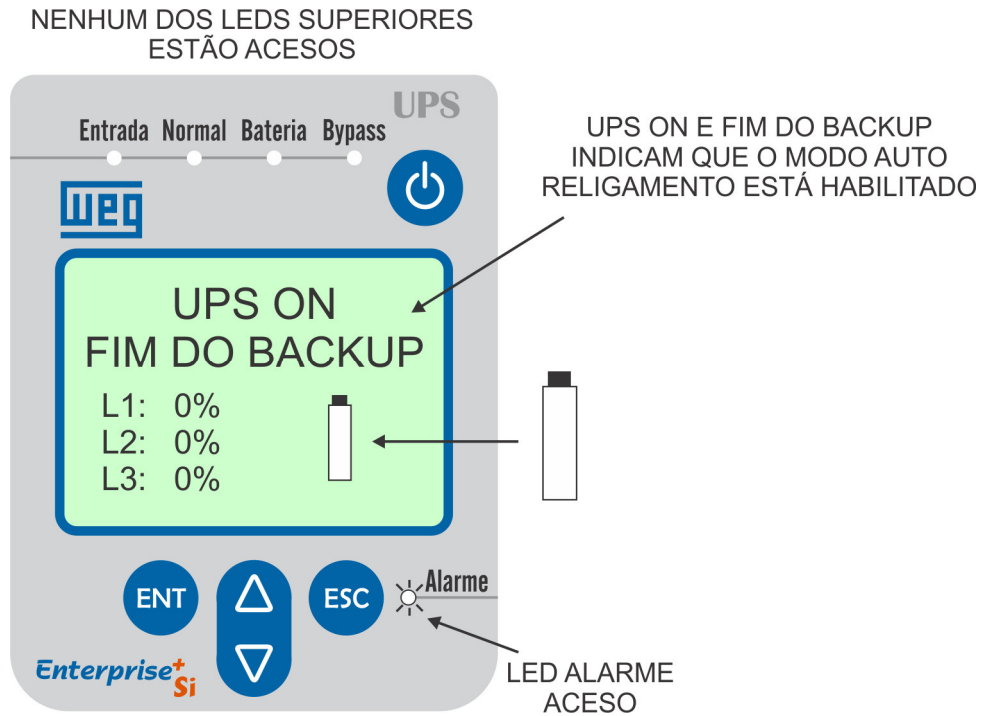 NENHUM DOS LEDS SUPERIORES
ESTÃO ACESOS
UPS
Entrada Normal Bateria Bypass
weg
UPS ON
FIM DO BACKUP
L1: 0%
L2: 0%
L3: 0%
ENT
ESC
Alarme
Enterprise+
Si
UPS ON E FIM DO BACKUP
INDICAM QUE O MODO AUTO
RELIGAMENTO ESTÁ HABILITADO
LED ALARME
ACESO